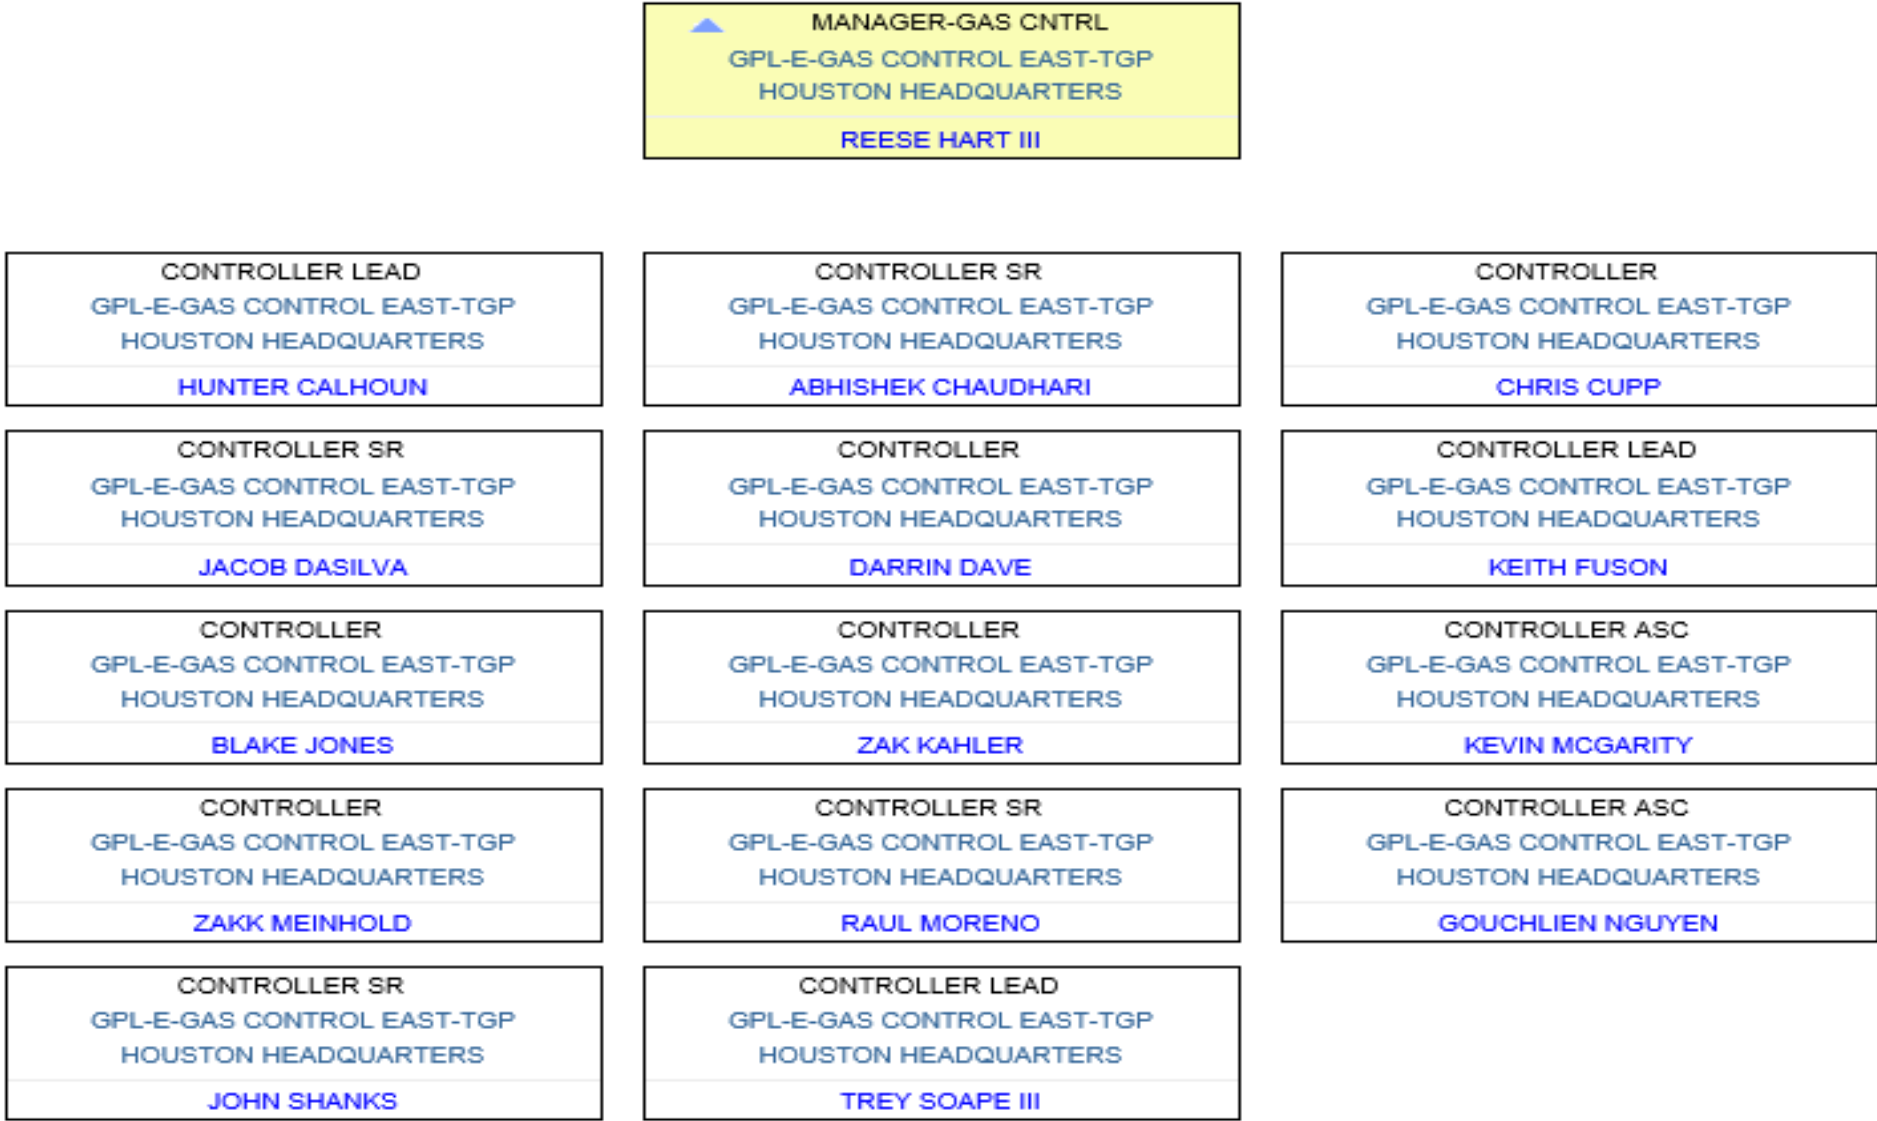 MANAGER-GAS CNTRL
GPL-E-GAS CONTROL EAST-TGP
HOUSTON HEADQUARTERS
REESE HART III
CONTROLLER LEAD
GPL-E-GAS CONTROL EAST-TGP
HOUSTON HEADQUARTERS
HUNTER CALHOUN
CONTROLLER SR
GPL-E-GAS CONTROL EAST-TGP
HOUSTON HEADQUARTERS
ABHISHEK CHAUDHARI
CONTROLLER
GPL-E-GAS CONTROL EAST-TGP
HOUSTON HEADQUARTERS
CHRIS CUPP
CONTROLLER SR
GPL-E-GAS CONTROL EAST-TGP
HOUSTON HEADQUARTERS
JACOB DASILVA
CONTROLLER
GPL-E-GAS CONTROL EAST-TGP
HOUSTON HEADQUARTERS
DARRIN DAVE
CONTROLLER LEAD
GPL-E-GAS CONTROL EAST-TGP
HOUSTON HEADQUARTERS
KEITH FUSON
CONTROLLER
GPL-E-GAS CONTROL EAST-TGP
HOUSTON HEADQUARTERS
BLAKE JONES
CONTROLLER
GPL-E-GAS CONTROL EAST-TGP
HOUSTON HEADQUARTERS
ZAK KAHLER
CONTROLLER ASC
GPL-E-GAS CONTROL EAST-TGP
HOUSTON HEADQUARTERS
KEVIN MCGARITY
CONTROLLER
GPL-E-GAS CONTROL EAST-TGP
HOUSTON HEADQUARTERS
ZAKK MEINHOLD
CONTROLLER SR
GPL-E-GAS CONTROL EAST-TGP
HOUSTON HEADQUARTERS
RAUL MORENO
CONTROLLER ASC
GPL-E-GAS CONTROL EAST-TGP
HOUSTON HEADQUARTERS
GOUCHLIEN NGUYEN
CONTROLLER SR
GPL-E-GAS CONTROL EAST-TGP
HOUSTON HEADQUARTERS
JOHN SHANKS
CONTROLLER LEAD
GPL-E-GAS CONTROL EAST-TGP
HOUSTON HEADQUARTERS
TREY SOAPE III